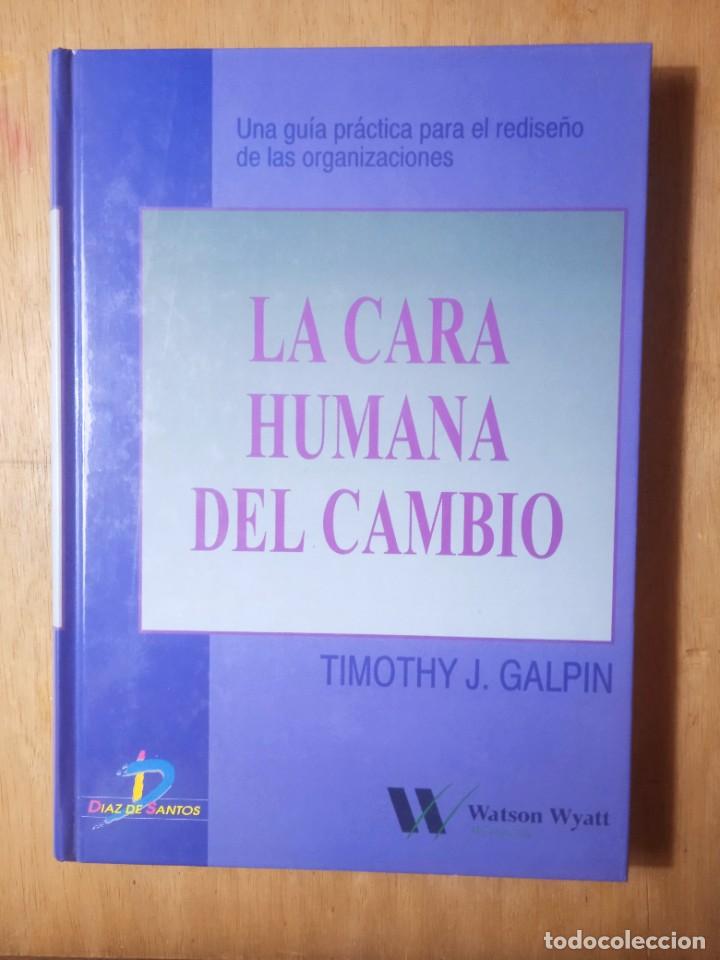 Una guía práctica para el rediseño
de las organizaciones
LA CARA
HUMANA
DEL CAMBIO
TIMOTHY J. GALPIN
DIAZ DE SANTOS
Watson Wyatt
todocoleccion